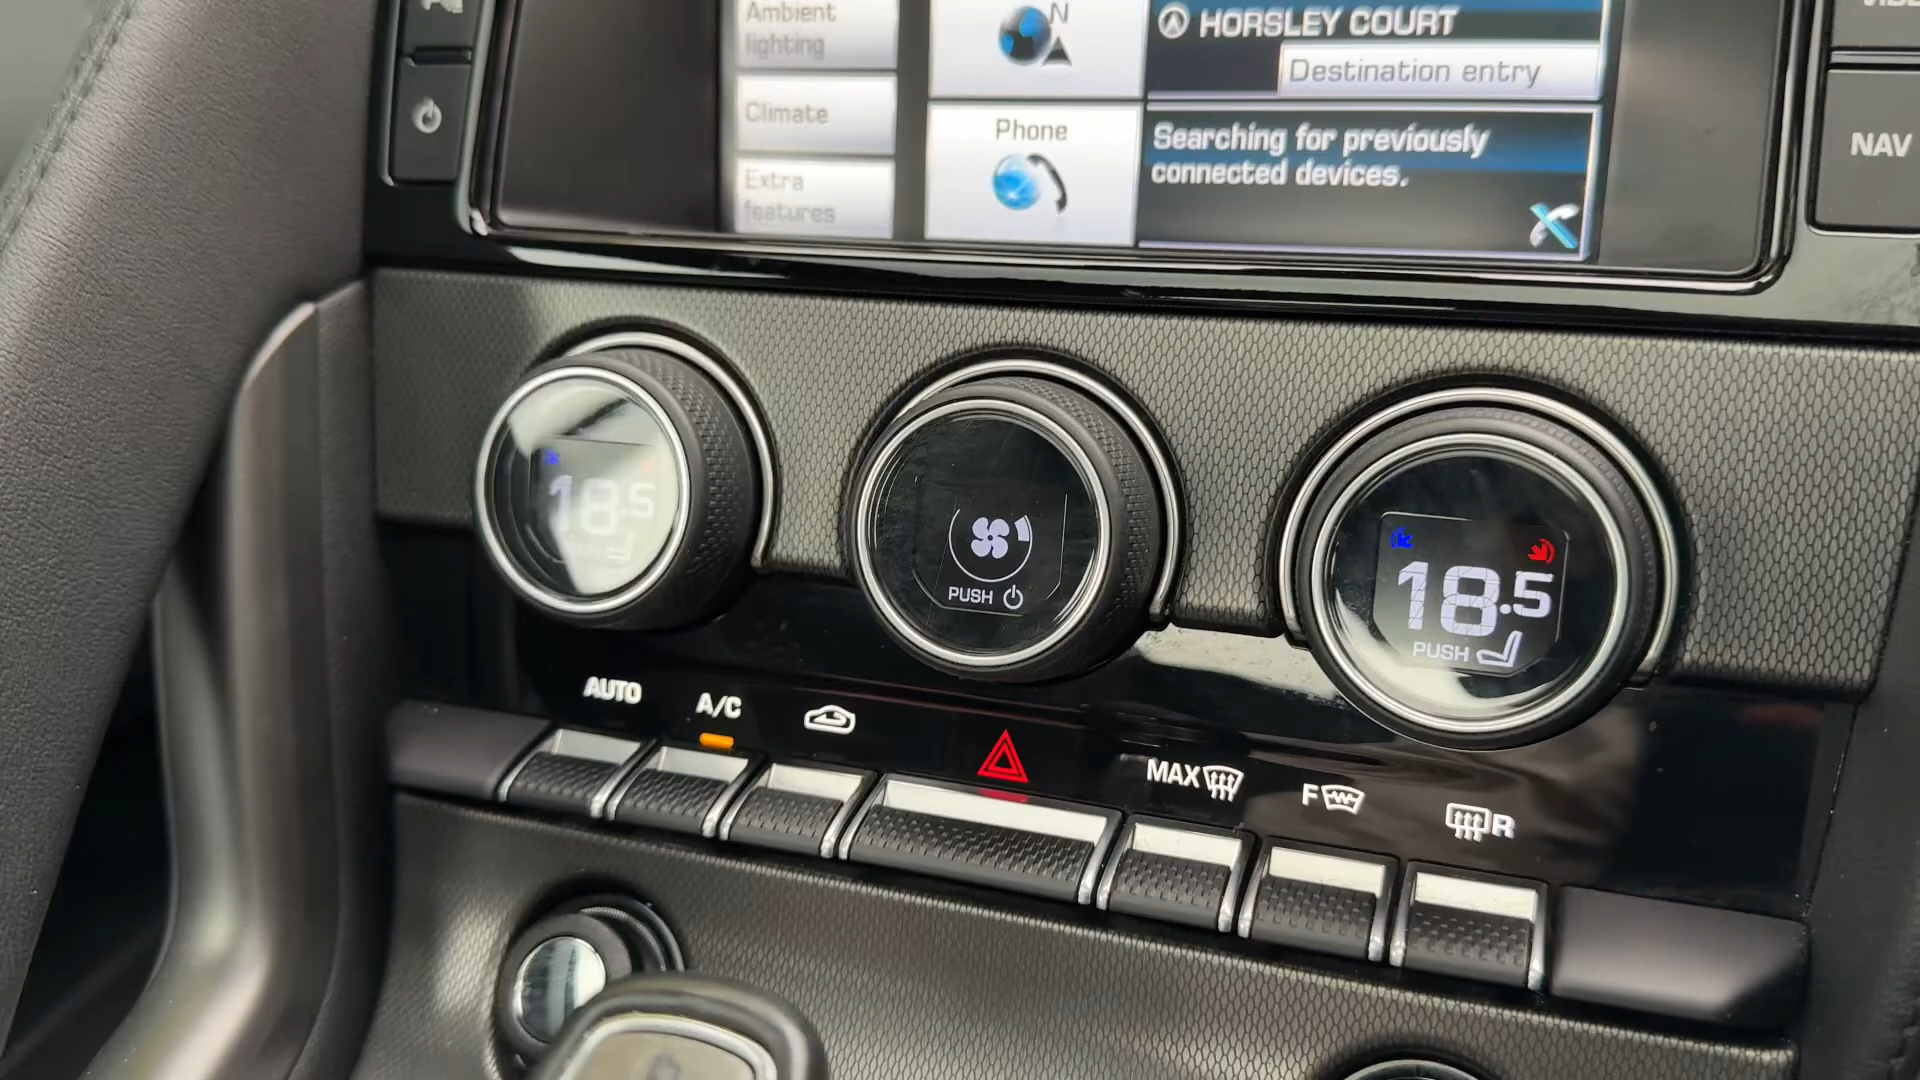 Ambient
lighting
Climate
Extra
features
N
Phone
HORSLEY COURT
Destination entry
Searching for previously
connected devices.
NAV
18.5
PUSH
18.5
PUSH
AUTO
A/C
MAX
F
R